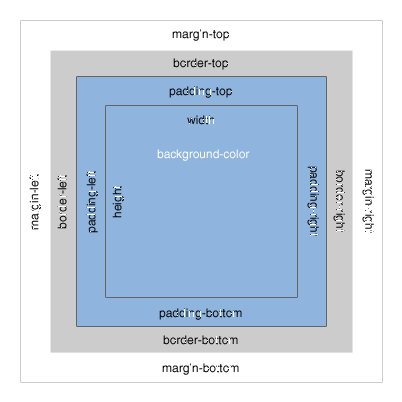 margin-top
border-top
padding-top
width
background-color
margin-left
border-left
padding-left
height
padding-right
border-right
margin-right
padding-bottom
border-bottom
margin-bottom